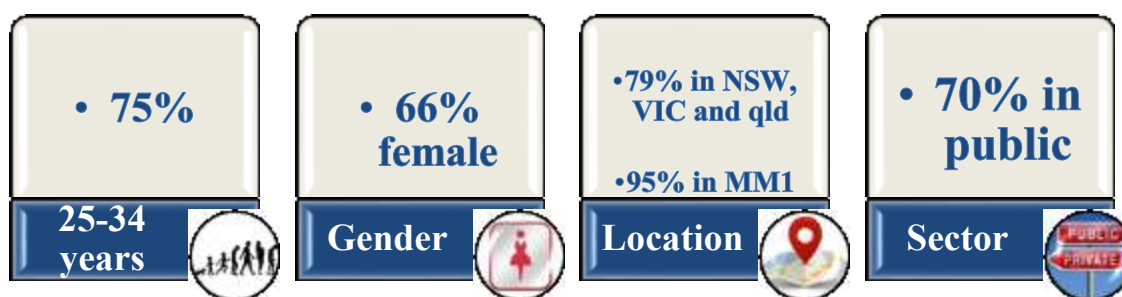 • 75%
25-34
years
• 66%
female
Gender
•79% in NSW,
VIC and qld
•95% in MM1
Location
• 70% in
public
Sector
PUBLIC
PRIVATE